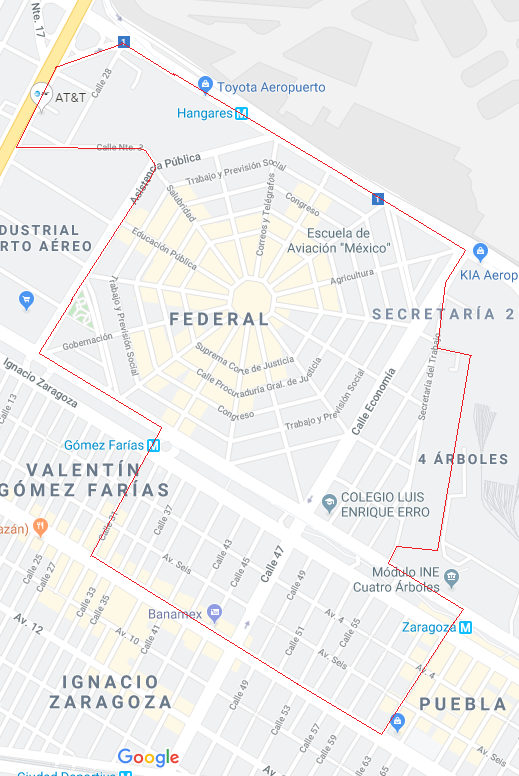 Nte. 17
1
Calle 28
AT&T
Toyota Aeropuerto
Hangares M
Calle Nte. 3
Asistencia Pública
Trabajo y Previsión Social
Salubridad
Congreso
1
Correos y Telégrafos
Escuela de
Aviación "México"
DUSTRIAL
RTO AÉREO
Educación Pública
KIA Aerop
Agricultura
Trabajo y Previsión Social
FEDERAL
SECRETARÍA 2
Gobernación
Secretaría del Trabajo
Suprema Corte de Justicia
Ignacio Zaragoza
Calle Procuraduría Gral. de Justicia
Calle Economía
Congreso
Trabajo y Previsión Social
Calle 13
Gómez Farías M
4 ÁRBOLES
VALENTÍN
GÓMEZ FARÍAS
COLEGIO LUIS
ENRIQUE ERRO
Calle 37
Calle 31
azán)
Calle 43
Calle 47
Av. Seis
Calle 25
Calle 27
Calle 45
Calle 49
Módulo INE
Cuatro Árboles
Calle 33
Calle 35
Banamex
Av. 4
Calle 55
Zaragoza M
Av. 12
Av. 10
Calle 41
Calle 51
Av. Seis
Av. 4
IGNACIO
ZARAGOZA
Calle 49
PUEBLA
Calle 53
Calle 57
Calle 59
Calle 63
Calle 65
Google
Ciudad Deportiva M